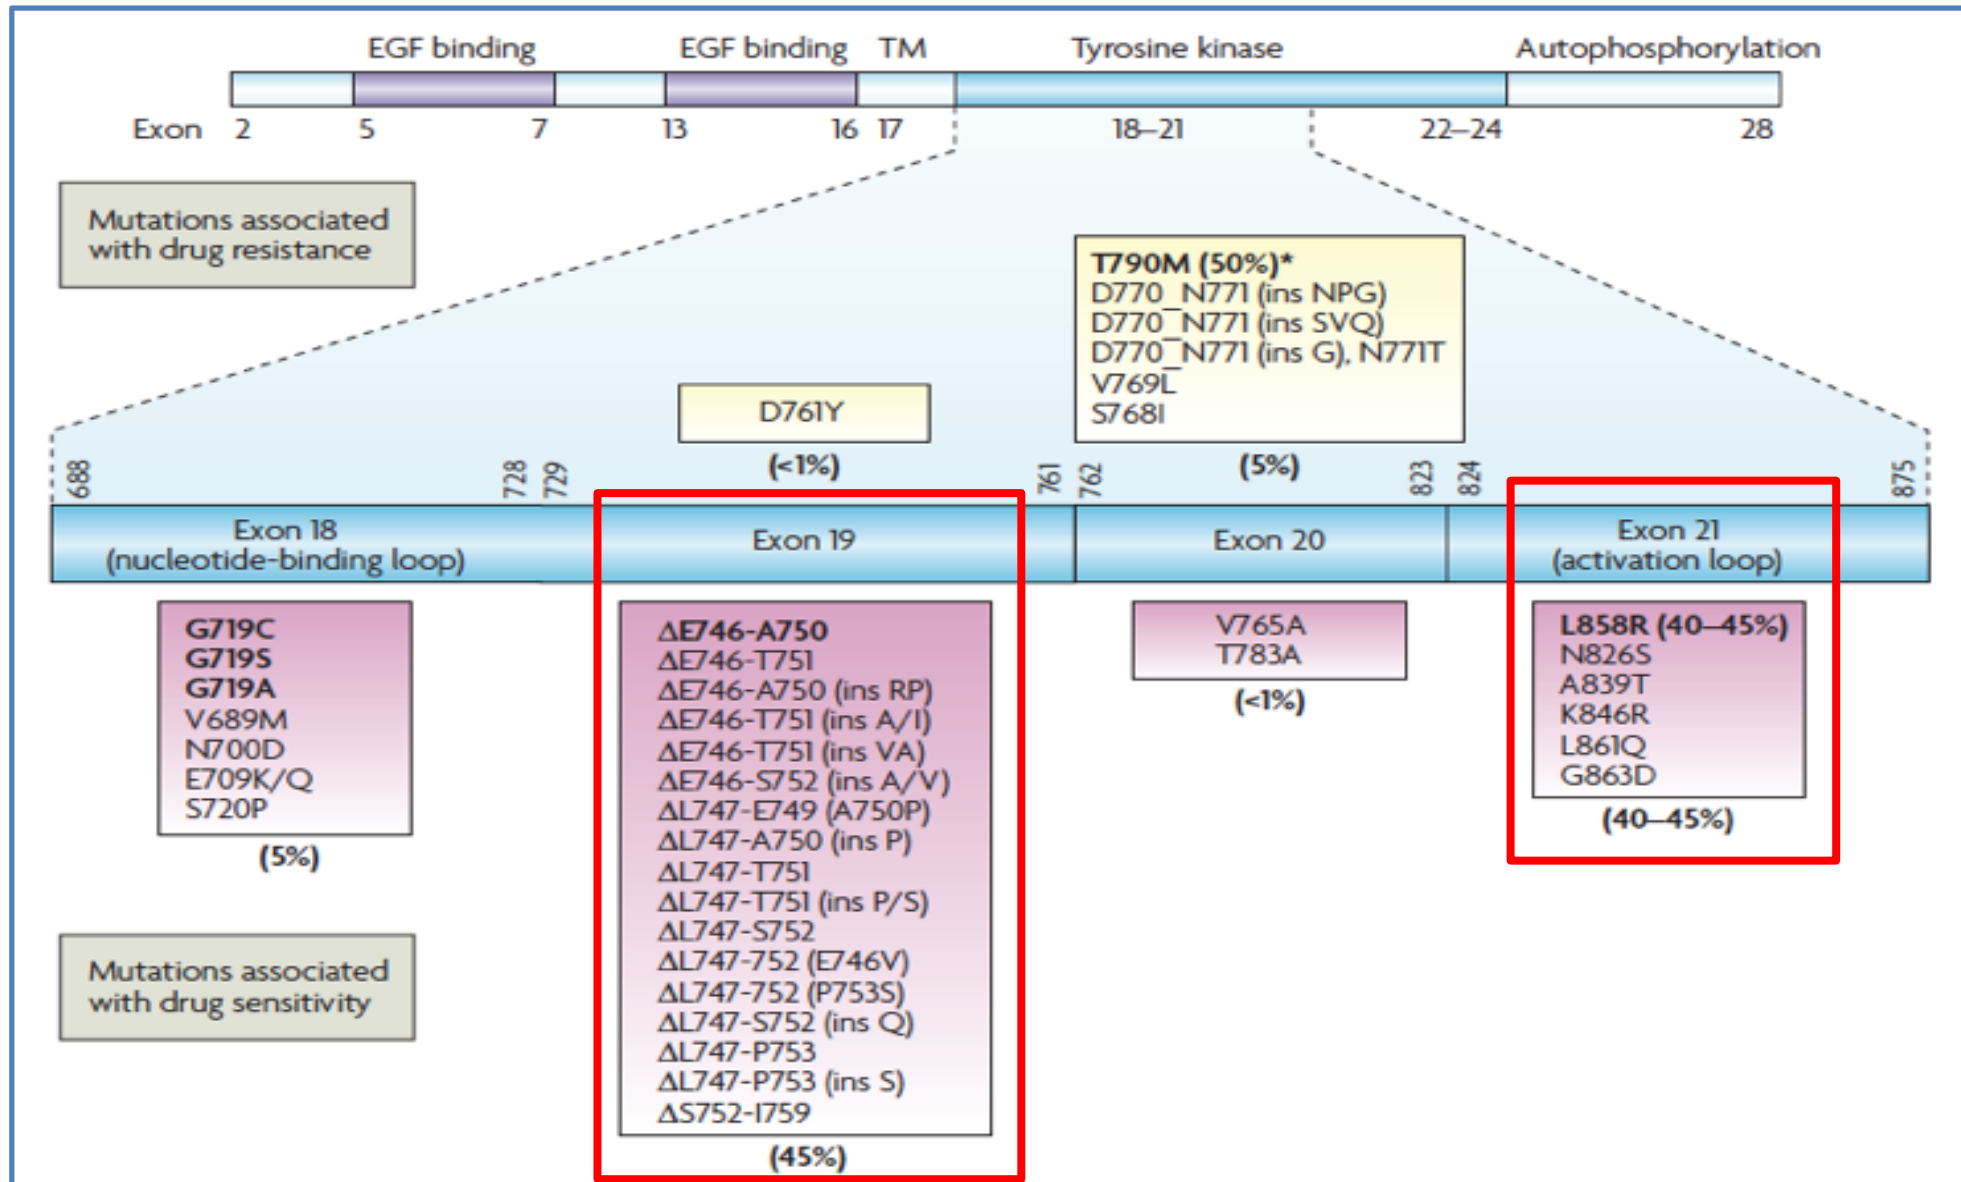 EGF binding EGF binding TM Tyrosine kinase Autophosphorylation
Exon 2 5 7 13 16 17 18–21 22–24 28
Mutations associated
with drug resistance
T790M (50%)*
D770_N771 (ins NPG)
D770_N771 (ins SVQ)
D770_N771 (ins G), N771T
V769L
S768I
(5%)
D761Y
(<1%)
688 728 729 761 762 823 824 875
Exon 18
(nucleotide-binding loop)
Exon 19
Exon 20
Exon 21
(activation loop)
G719C
G719S
G719A
V689M
N700D
E709K/Q
S720P
(5%)
ΔE746-A750
ΔE746-T751
ΔE746-A750 (ins RP)
ΔE746-T751 (ins A/I)
ΔE746-T751 (ins VA)
ΔE746-S752 (ins A/V)
ΔL747-E749 (A750P)
ΔL747-A750 (ins P)
ΔL747-T751
ΔL747-T751 (ins P/S)
ΔL747-S752
ΔL747-752 (E746V)
ΔL747-752 (P753S)
ΔL747-S752 (ins Q)
ΔL747-P753
ΔL747-P753 (ins S)
ΔS752-I759
(45%)
V765A
T783A
(<1%)
L858R (40–45%)
N826S
A839T
K846R
L861Q
G863D
(40–45%)
Mutations associated
with drug sensitivity